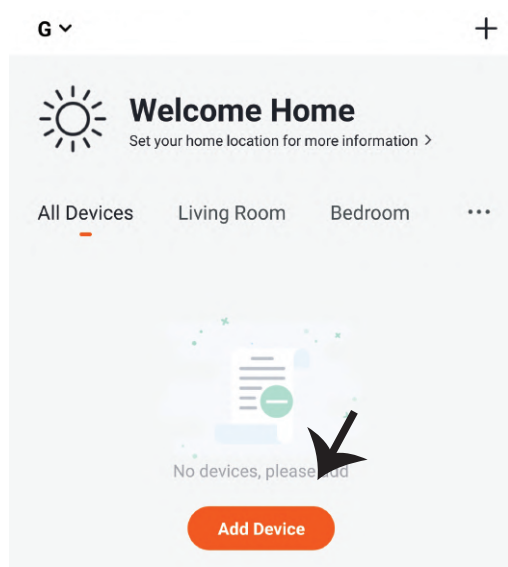 G
Welcome Home
Set your home location for more information >
All Devices Living Room Bedroom ...
No devices, please add
Add Device